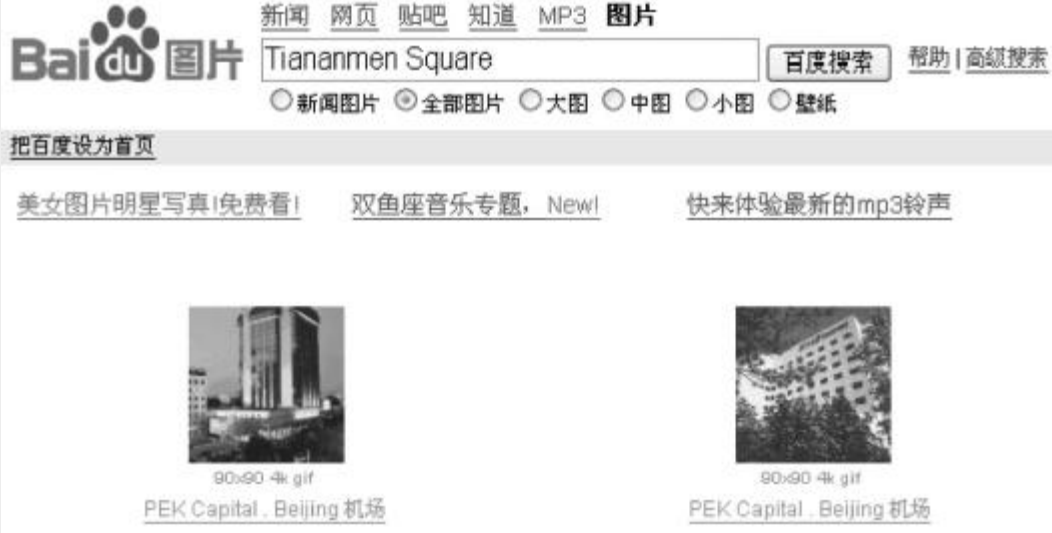 新闻 网页 贴吧 知道 MP3 图片
Bai du 图片 Tiananmen Square 百度搜索 帮助 | 高级搜索
新闻图片 全部图片 大图 中图 小图 壁纸
把百度设为首页
美女图片明星写真!免费看! 双鱼座音乐专题，New! 快来体验最新的mp3铃声
90x90 4k gif 90x90 4k gif
PEK Capital . Beijing 机场 PEK Capital . Beijing 机场